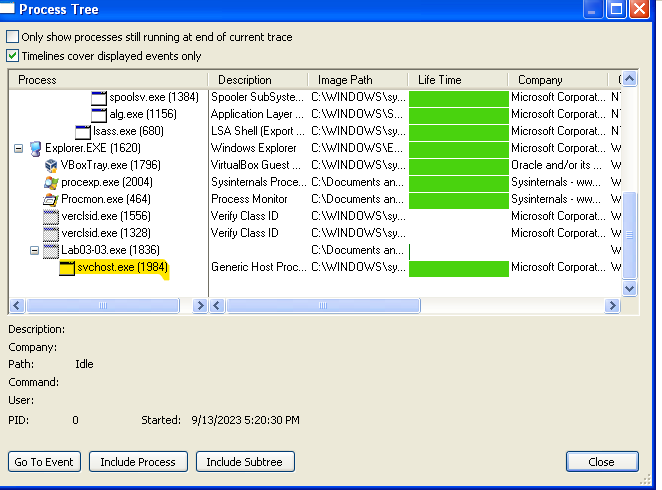 Process Tree
Only show processes still running at end of current trace
Timelines cover displayed events only
Process Description Image Path Life Time Company
spoolsv.exe (1384) Spooler SubSyste... C:\WINDOWS\sy... Microsoft Corporat...
alg.exe (1156) Application Layer ... C:\WINDOWS\S... Microsoft Corporat...
lsass.exe (680) LSA Shell (Export ... C:\WINDOWS\sy... Microsoft Corporat...
Explorer.EXE (1620) Windows Explorer C:\WINDOWS\E... Microsoft Corporat... W
VBoxTray.exe (1796) VirtualBox Guest ... C:\WINDOWS\sy... Oracle and/or its ... W
procexp.exe (2004) Sysinternals Proce... C:\Documents an... Sysinternals - ww... W
Procmon.exe (464) Process Monitor C:\Documents an... Sysinternals - ww... W
verclsid.exe (1556) Verify Class ID C:\WINDOWS\sy... Microsoft Corporat... W
verclsid.exe (1328) Verify Class ID C:\WINDOWS\sy... Microsoft Corporat... W
Lab03-03.exe (1836) C:\Documents an... W
svchost.exe (1984) Generic Host Proc... C:\WINDOWS\sy... Microsoft Corporat... W
Description:
Company:
Path: Idle
Command:
User:
PID: 0 Started: 9/13/2023 5:20:30 PM
Go To Event Include Process Include Subtree Close